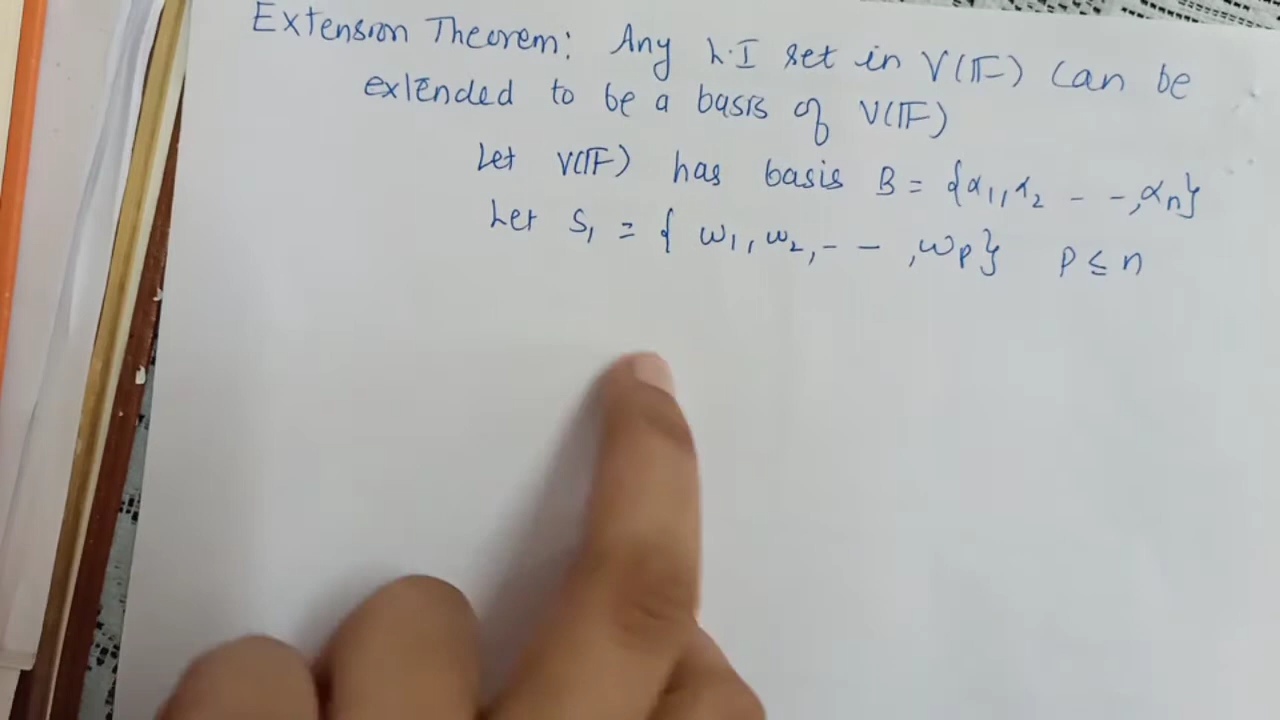 Extension Theorem: Any L.I set in V(𝔽) can be
extended to be a basis of V(𝔽)
Let V(𝔽) has basis B = {α₁, α₂ - -, αₙ}
Let S₁ = { ω₁, ω₂, - - , ωₚ} P ≤ n